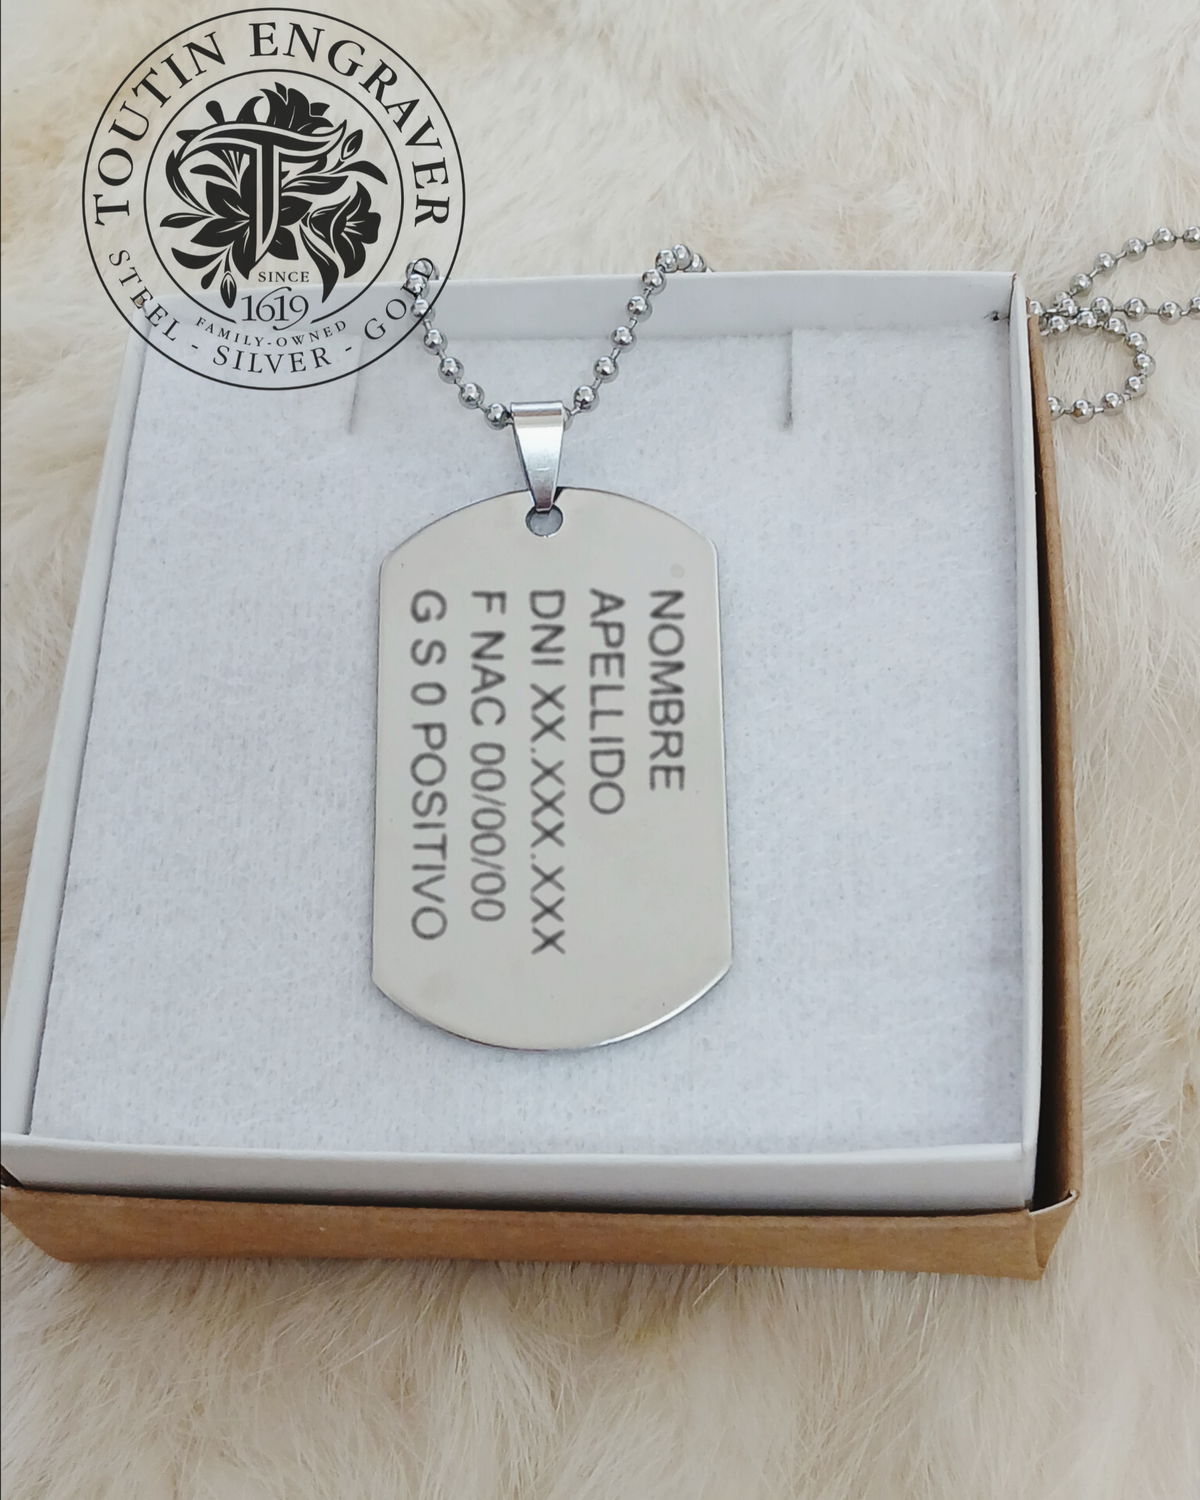 TOUTIN ENGRAVER
SINCE
1619
FAMILY-OWNED
STEEL - SILVER - GOLD
NOMBRE
APELLIDO
DNI XX.XXX.XXX
F NAC 00/00/00
G S 0 POSITIVO